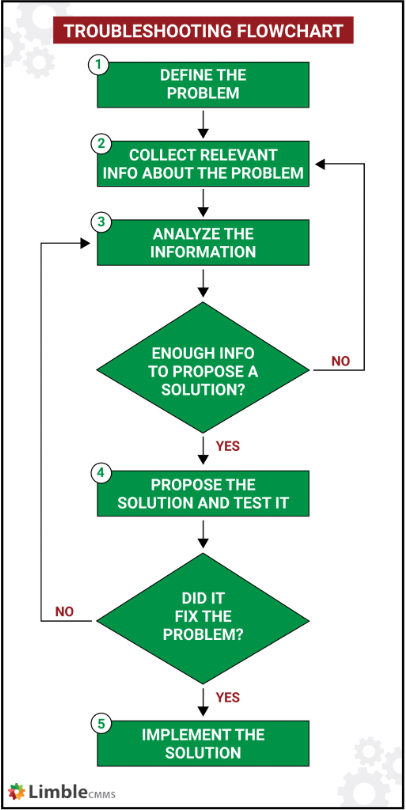 TROUBLESHOOTING FLOWCHART
1
DEFINE THE
PROBLEM
2
COLLECT RELEVANT
INFO ABOUT THE PROBLEM
3
ANALYZE THE
INFORMATION
ENOUGH INFO
TO PROPOSE A
SOLUTION?
NO
YES
4
PROPOSE THE
SOLUTION AND TEST IT
DID IT
FIX THE
PROBLEM?
NO
YES
5
IMPLEMENT THE
SOLUTION
LimbleCMMS